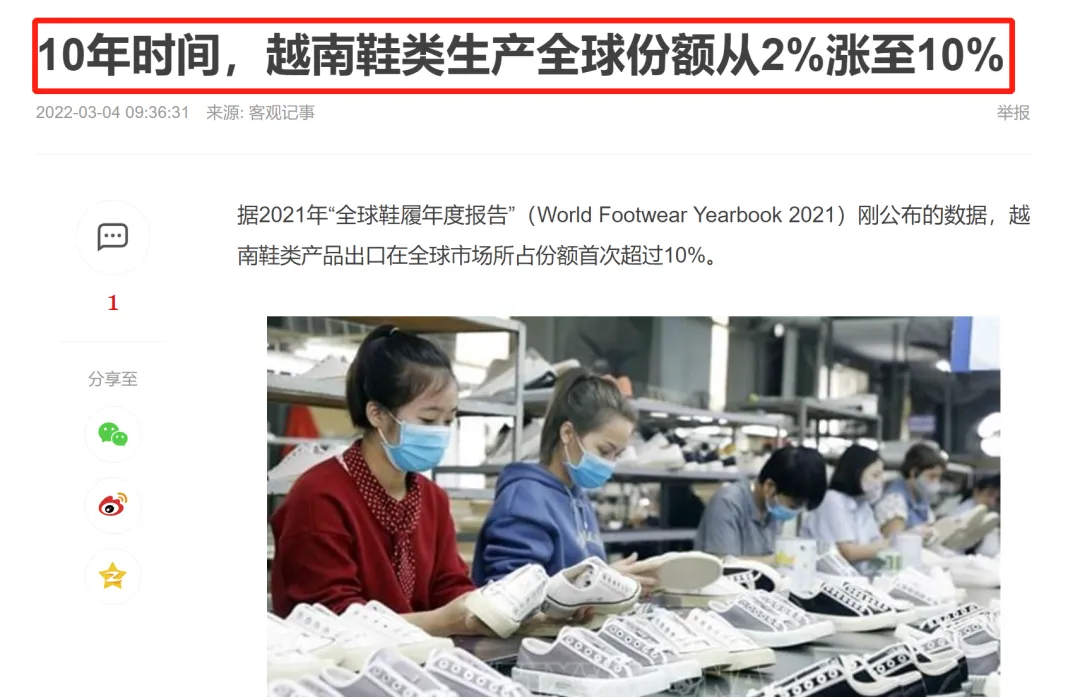 10年时间，越南鞋类生产全球份额从2%涨至10%
2022-03-04 09:36:31 来源: 客观记事
举报
据2021年“全球鞋履年度报告”（World Footwear Yearbook 2021）刚公布的数据，越
南鞋类产品出口在全球市场所占份额首次超过10%。
1
分享至